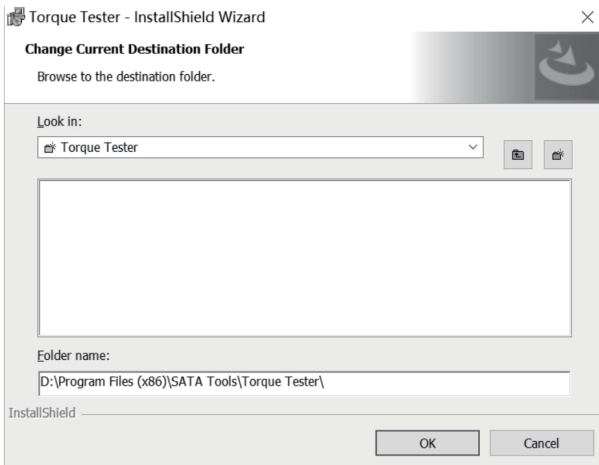 Torque Tester - InstallShield Wizard
Change Current Destination Folder
Browse to the destination folder.
Look in:
Torque Tester
Folder name:
D:\Program Files (x86)\SATA Tools\Torque Tester\
InstallShield
OK Cancel